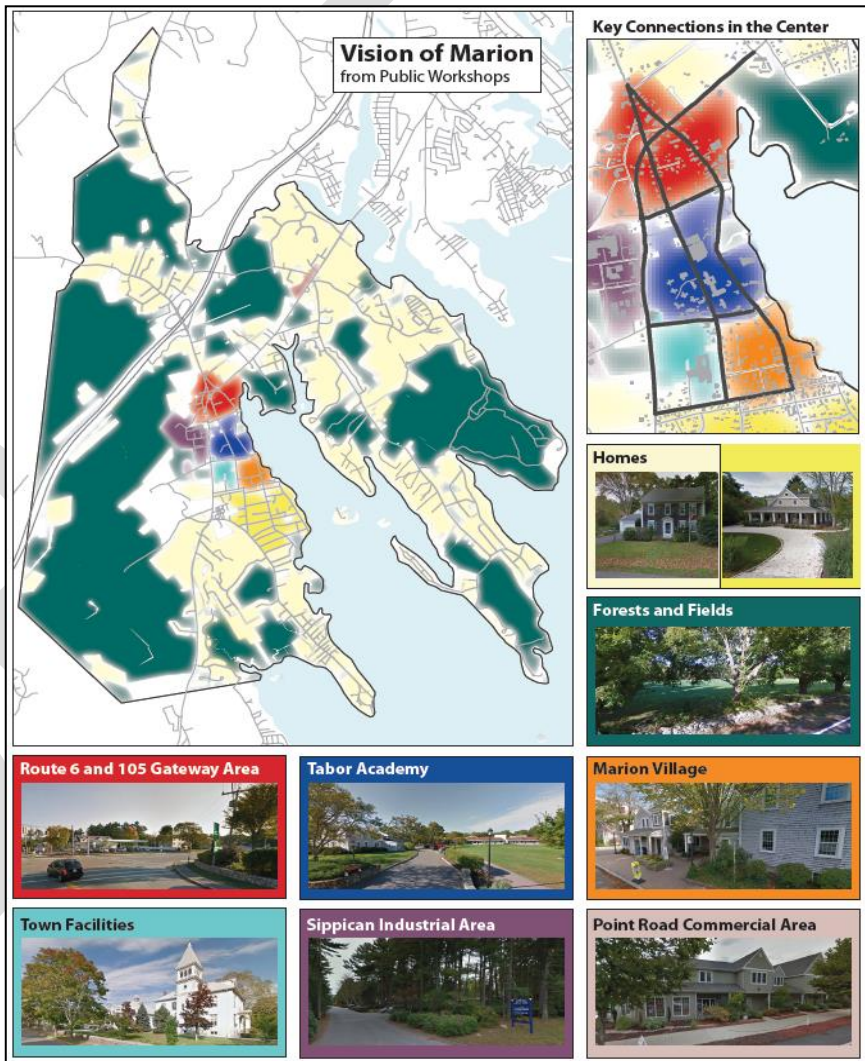 Vision of Marion
from Public Workshops
Key Connections in the Center
Homes
Forests and Fields
Route 6 and 105 Gateway Area
Tabor Academy
Marion Village
Town Facilities
Sippican Industrial Area
Point Road Commercial Area